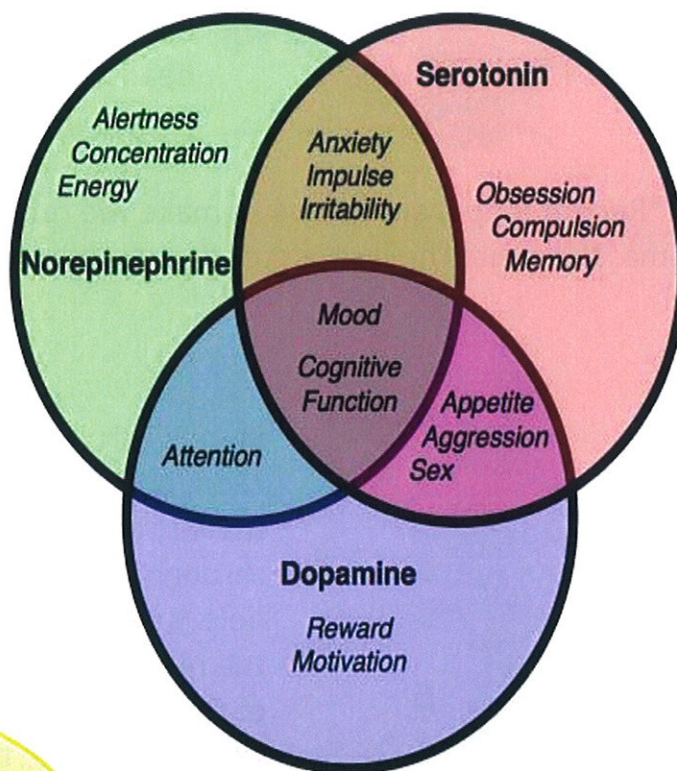 Serotonin
Alertness
Concentration
Energy
Anxiety
Impulse
Irritability
Obsession
Compulsion
Memory
Norepinephrine
Mood
Cognitive
Function
Appetite
Aggression
Sex
Attention
Dopamine
Reward
Motivation